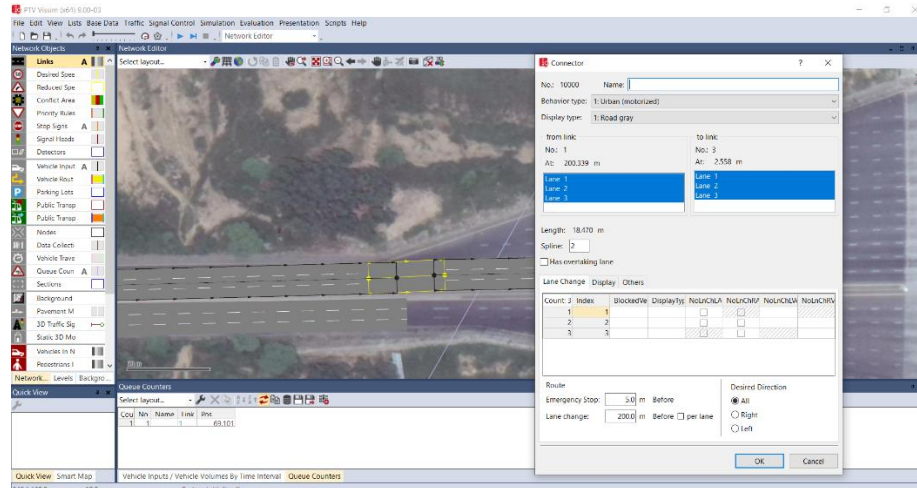 PTV Vissim (x64) 9.00-03
File Edit View Lists Base Data Traffic Signal Control Simulation Evaluation Presentation Scripts Help
Network Editor
Network Objects
Network Editor
Select layout...
Links A
Desired Spee
Reduced Spe
Conflict Area
Priority Rules
Stop Signs A
Signal Heads
Detectors
Vehicle Input A
Vehicle Rout
Parking Lots
Public Transp
Public Transp
Nodes
Data Collecti
Vehicle Trave
Queue Coun A
Sections
Background
Pavement M
3D Traffic Sig
Static 3D Mo
Vehicles In N
Pedestrians I
Network... Levels Backgro...
Quick View
Quick View Smart Map
Queue Counters
Select layout...
Cou No Name Link Pos
1 1 1 69.101
Vehicle Inputs / Vehicle Volumes By Time Interval Queue Counters
Connector ? ×
No.: 10000 Name:
Behavior type: 1: Urban (motorized)
Display type: 1: Road gray
from link:
No.: 1
At: 200.339 m
Lane 1
Lane 2
Lane 3
to link:
No.: 3
At: 2.558 m
Lane 1
Lane 2
Lane 3
Length: 18.470 m
Spline: 2
Has overtaking lane
Lane Change Display Others
Count: 3 Index BlockedVe DisplayTyp NoLnChLA NoLnChRA NoLnChLV NoLnChRV
1 1
2 2
3 3
Route
Emergency Stop: 5.0 m Before
Lane change: 200.0 m Before per lane
Desired Direction
All
Right
Left
OK Cancel